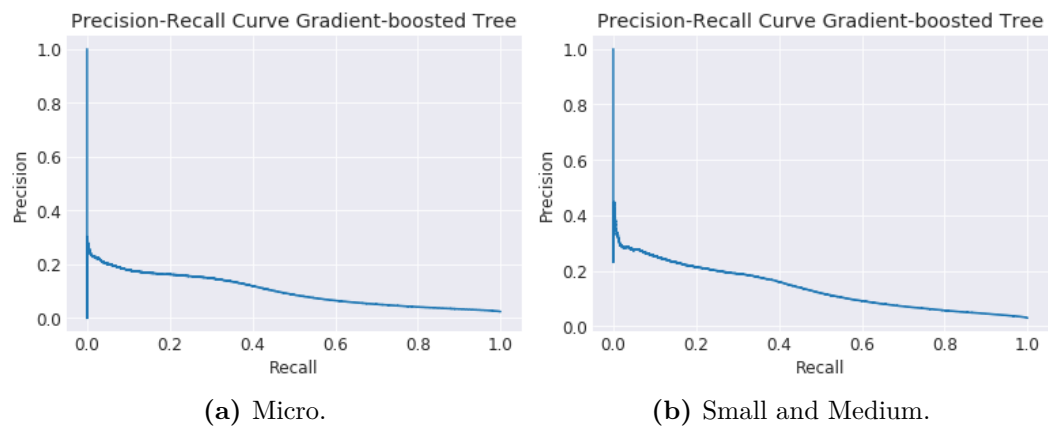 Precision-Recall Curve Gradient-boosted Tree
1.0
0.8
0.6
0.4
0.2
0.0
Precision
0.0 0.2 0.4 0.6 0.8 1.0
Recall
(a) Micro.
Precision-Recall Curve Gradient-boosted Tree
1.0
0.8
0.6
0.4
0.2
0.0
Precision
0.0 0.2 0.4 0.6 0.8 1.0
Recall
(b) Small and Medium.